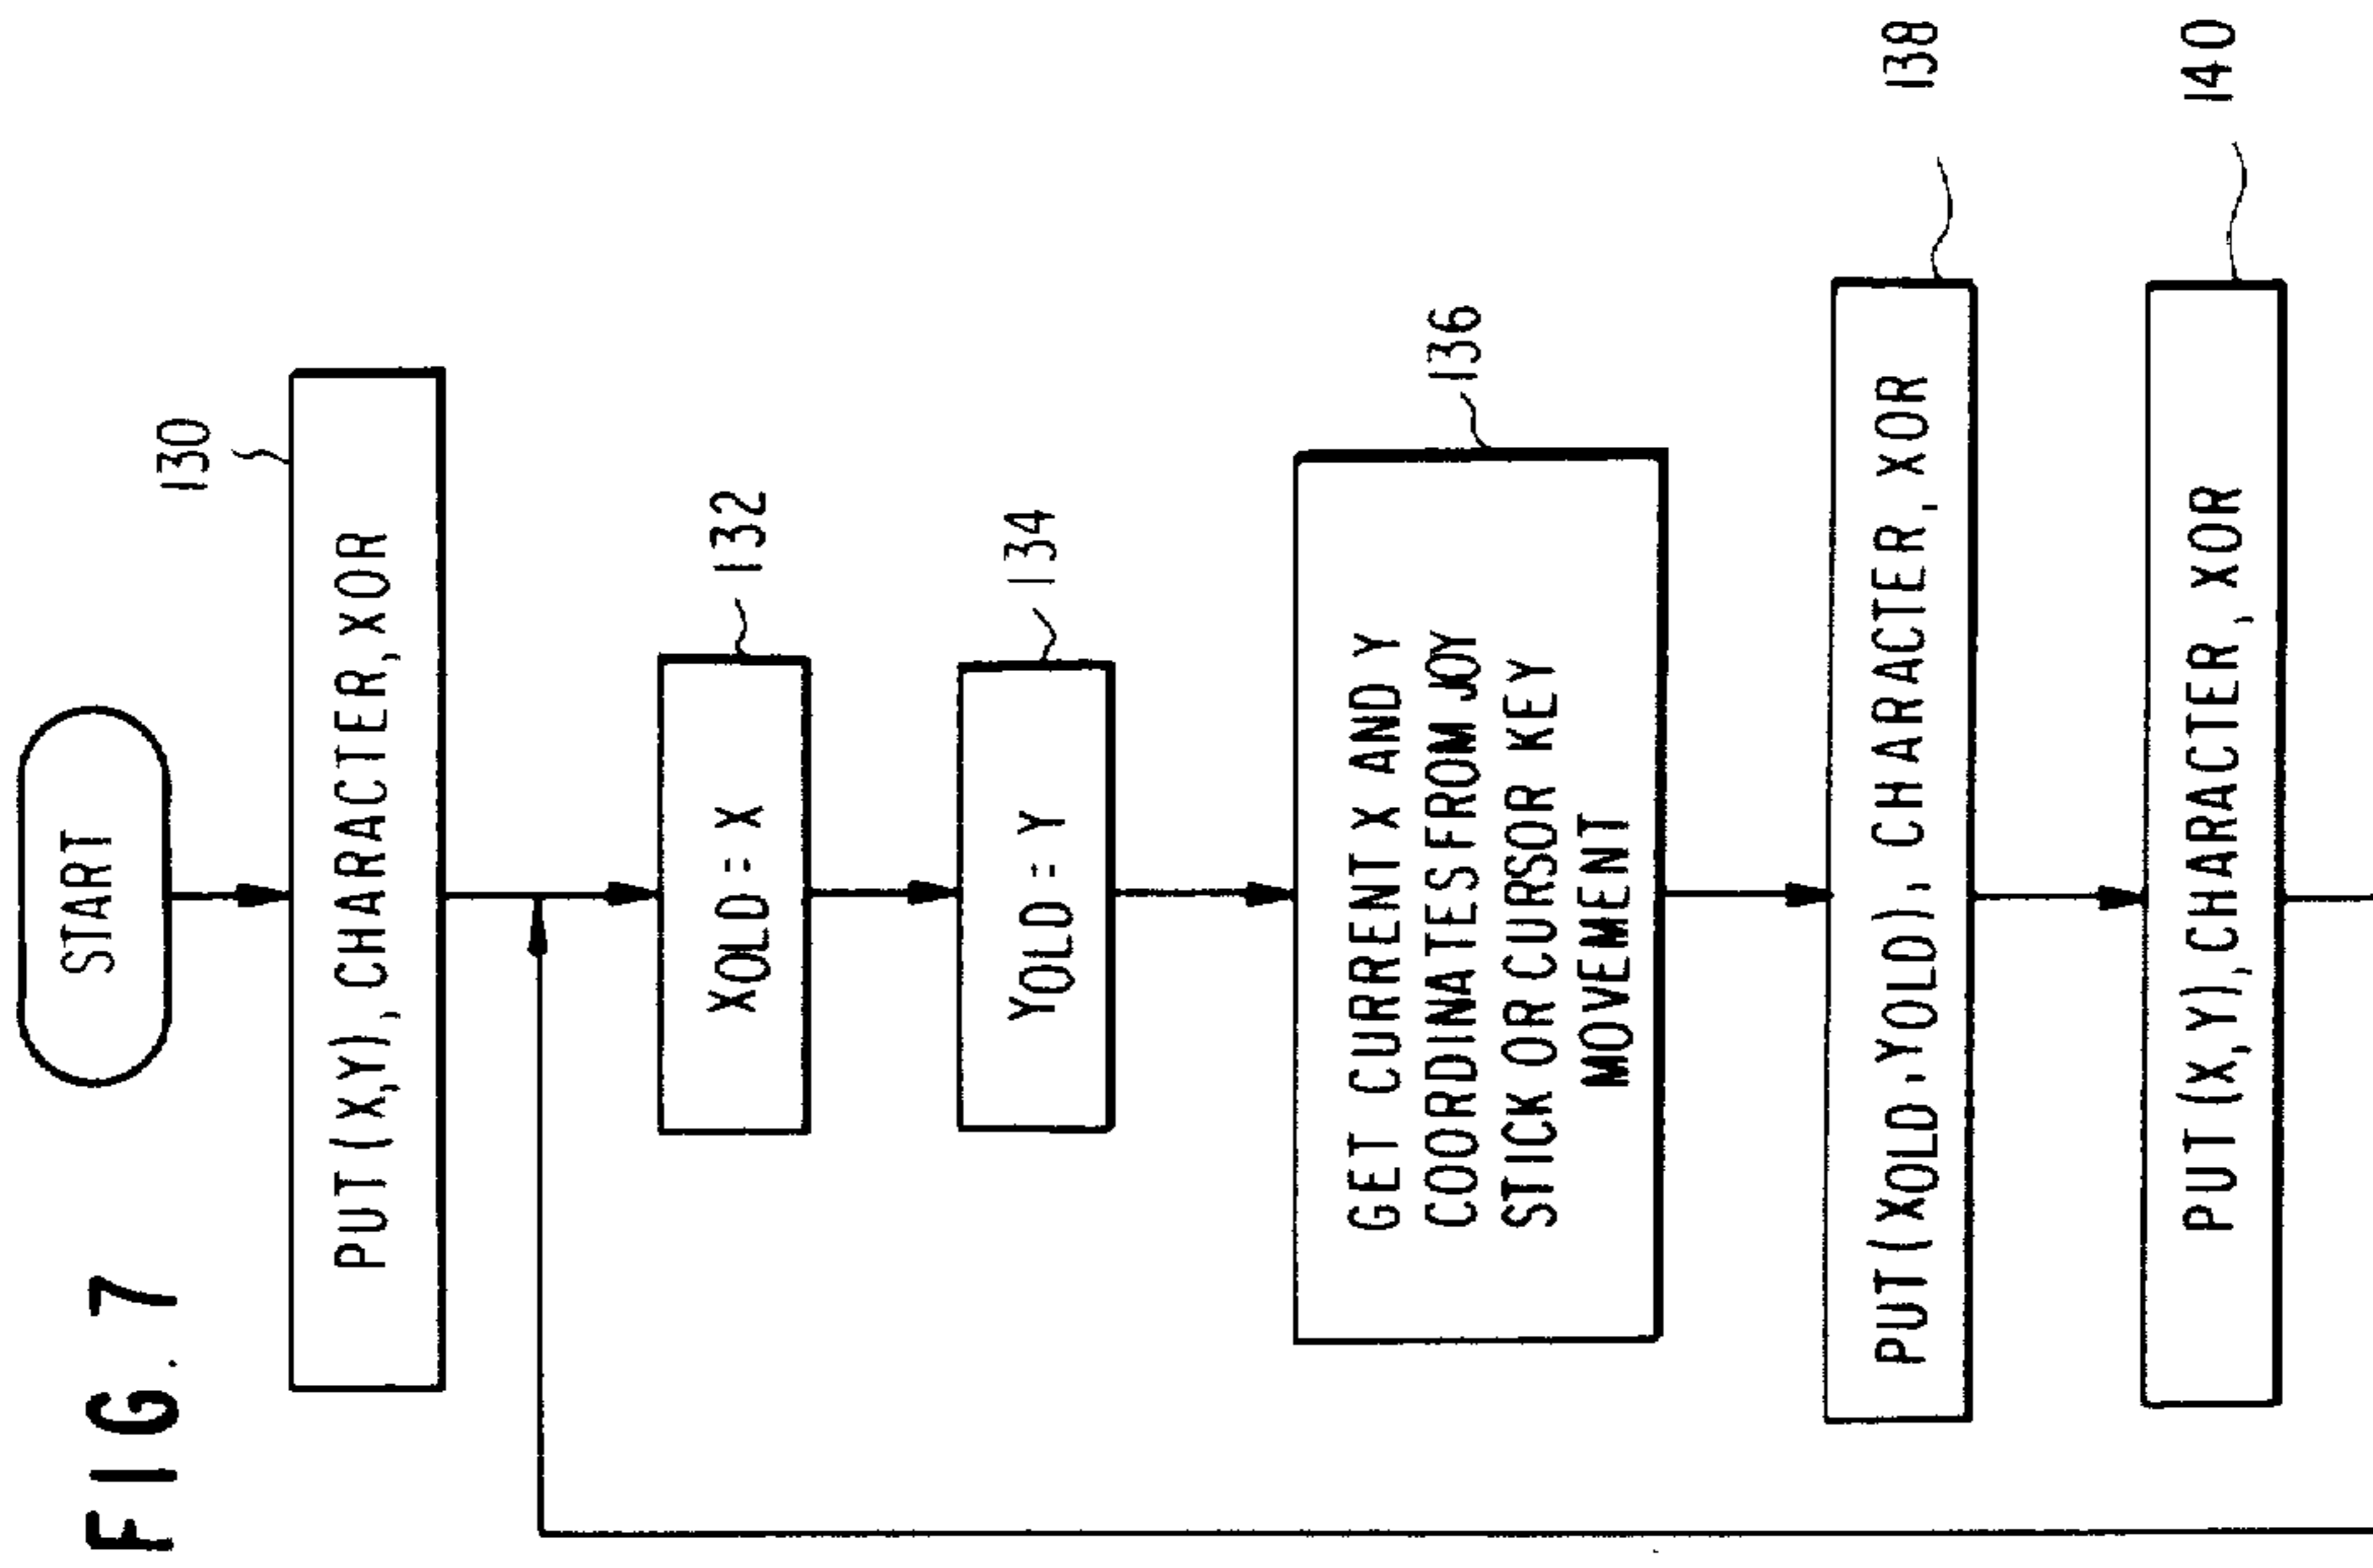 FIG. 7
START
130
PUT(X,Y), CHARACTER, XOR
132
XOLD = X
134
YOLD = Y
136
GET CURRENT X AND Y
COORDINATES FROM JOY
STICK OR CURSOR KEY
MOVEMENT
138
PUT(XOLD,YOLD), CHARACTER, XOR
140
PUT (X,Y), CHARACTER, XOR